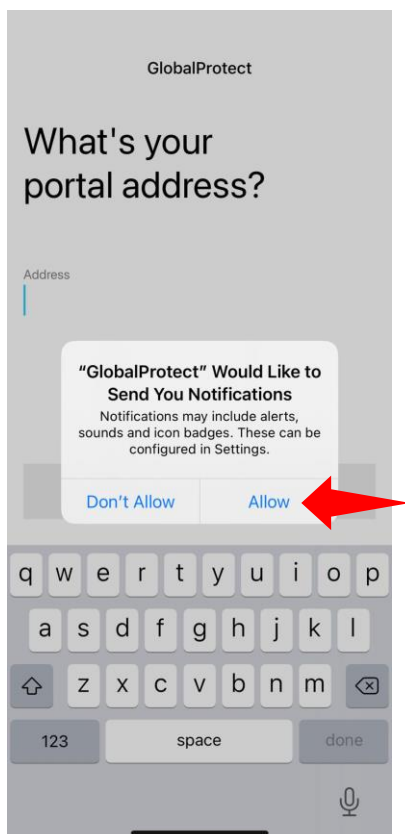 GlobalProtect
What's your
portal address?
Address
“GlobalProtect” Would Like to
Send You Notifications
Notifications may include alerts,
sounds and icon badges. These can be
configured in Settings.
Don’t Allow Allow
q w e r t y u i o p
a s d f g h j k l
z x c v b n m
123 space done